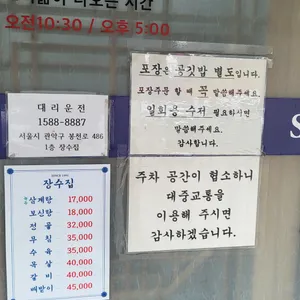 나오는 시간
오전10:30 / 오후 5:00
대리운전
1588-8887
서울시 관악구 봉천로 486
1층 장수집
포장은 공깃밥 별도입니다.
포장주문 할 때 꼭 말씀해주세요.
일회용 수저 필요하시면
말씀해주세요.
감사합니다.
장수집
삼계탕 17,000
보신탕 18,000
전골 32,000
무침 35,000
수육 35,000
목살 40,000
갈비 40,000
배받이 45,000
주차 공간이 협소하니
대중교통을
이용해 주시면
감사하겠습니다.
S